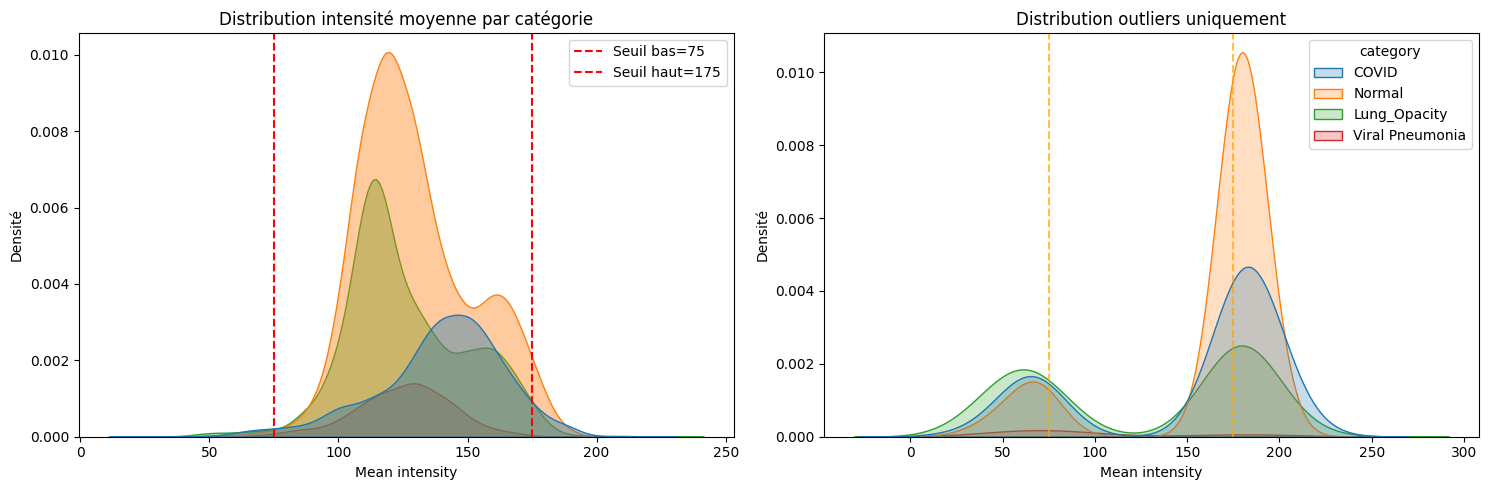 Distribution intensité moyenne par catégorie
Seuil bas=75
Seuil haut=175
Densité
0.010
0.008
0.006
0.004
0.002
0.000
0
50
100
150
200
250
Mean intensity
Distribution outliers uniquement
category
COVID
Normal
Lung_Opacity
Viral Pneumonia
Densité
0.010
0.008
0.006
0.004
0.002
0.000
0
50
100
150
200
250
300
Mean intensity